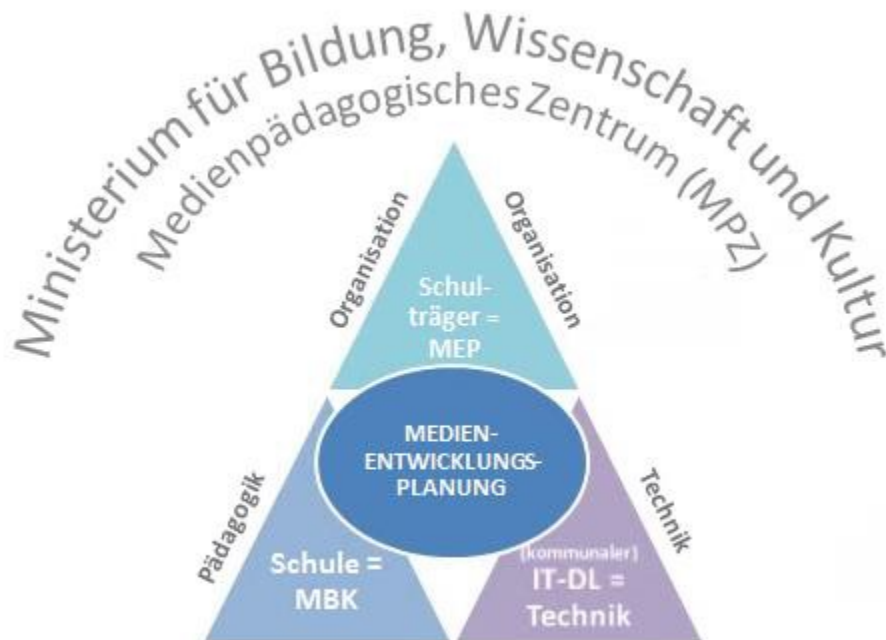 Ministerium für Bildung, Wissenschaft und Kultur
Medienpädagogisches Zentrum (MPZ)
Organisation
Organisation
Schul-
träger =
MEP
MEDIEN-
ENTWICKLUNGS-
PLANUNG
Pädagogik
Technik
Schule =
MBK
(kommunaler)
IT-DL =
Technik